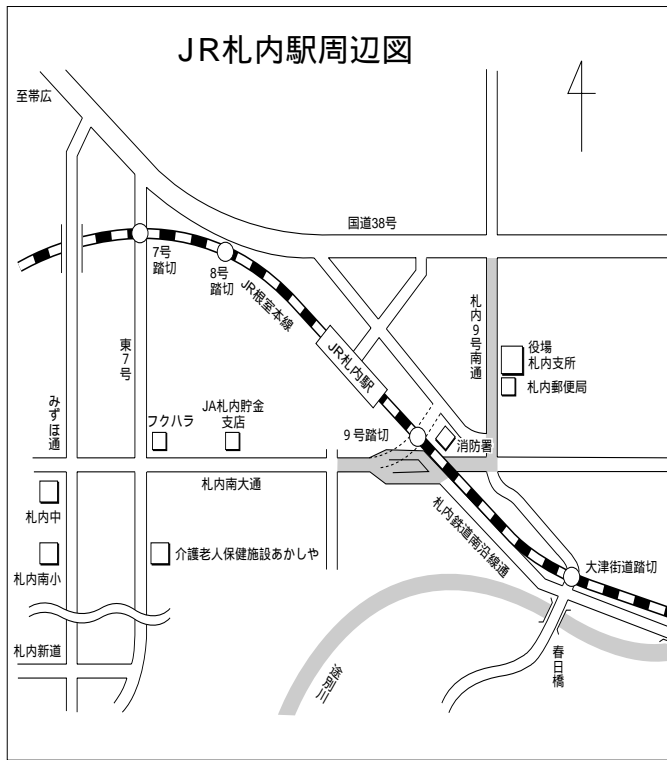 JR札内駅周辺図
至帯広
国道38号
7号
踏切
8号
踏切
JR根室本線
東7号
みずほ通
札内9号南通
役場
札内支所
札内郵便局
JR札内駅
フクハラ
JA札内貯金
支店
9号踏切
消防署
札内南大通
札内中
札内南小
介護老人保健施設あかしや
札内鉄道南沿線通
大津街道踏切
札内新道
途別川
春日橋